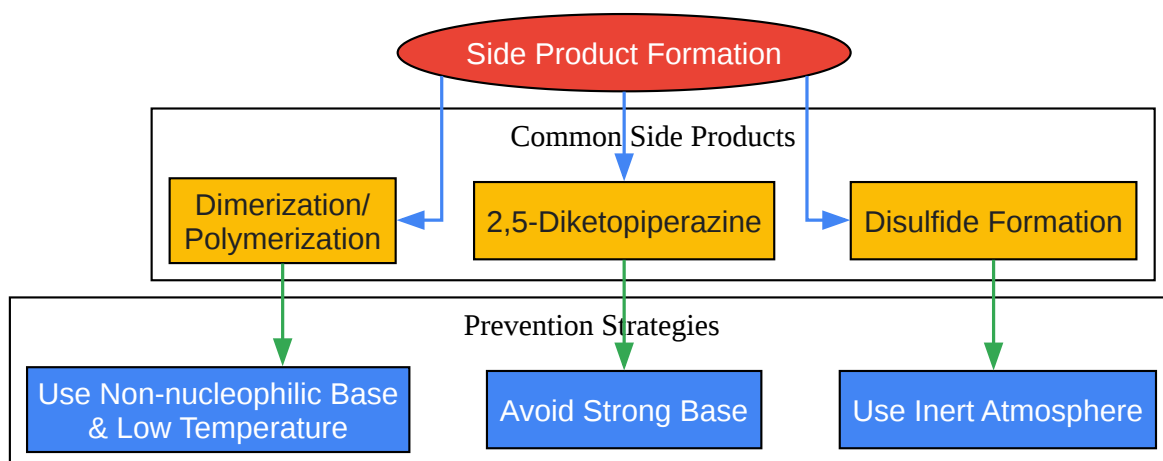 Side Product Formation
Common Side Products
Dimerization/
Polymerization
2,5-Diketopiperazine
Disulfide Formation
Prevention Strategies
Use Non-nucleophilic Base
& Low Temperature
Avoid Strong Base
Use Inert Atmosphere